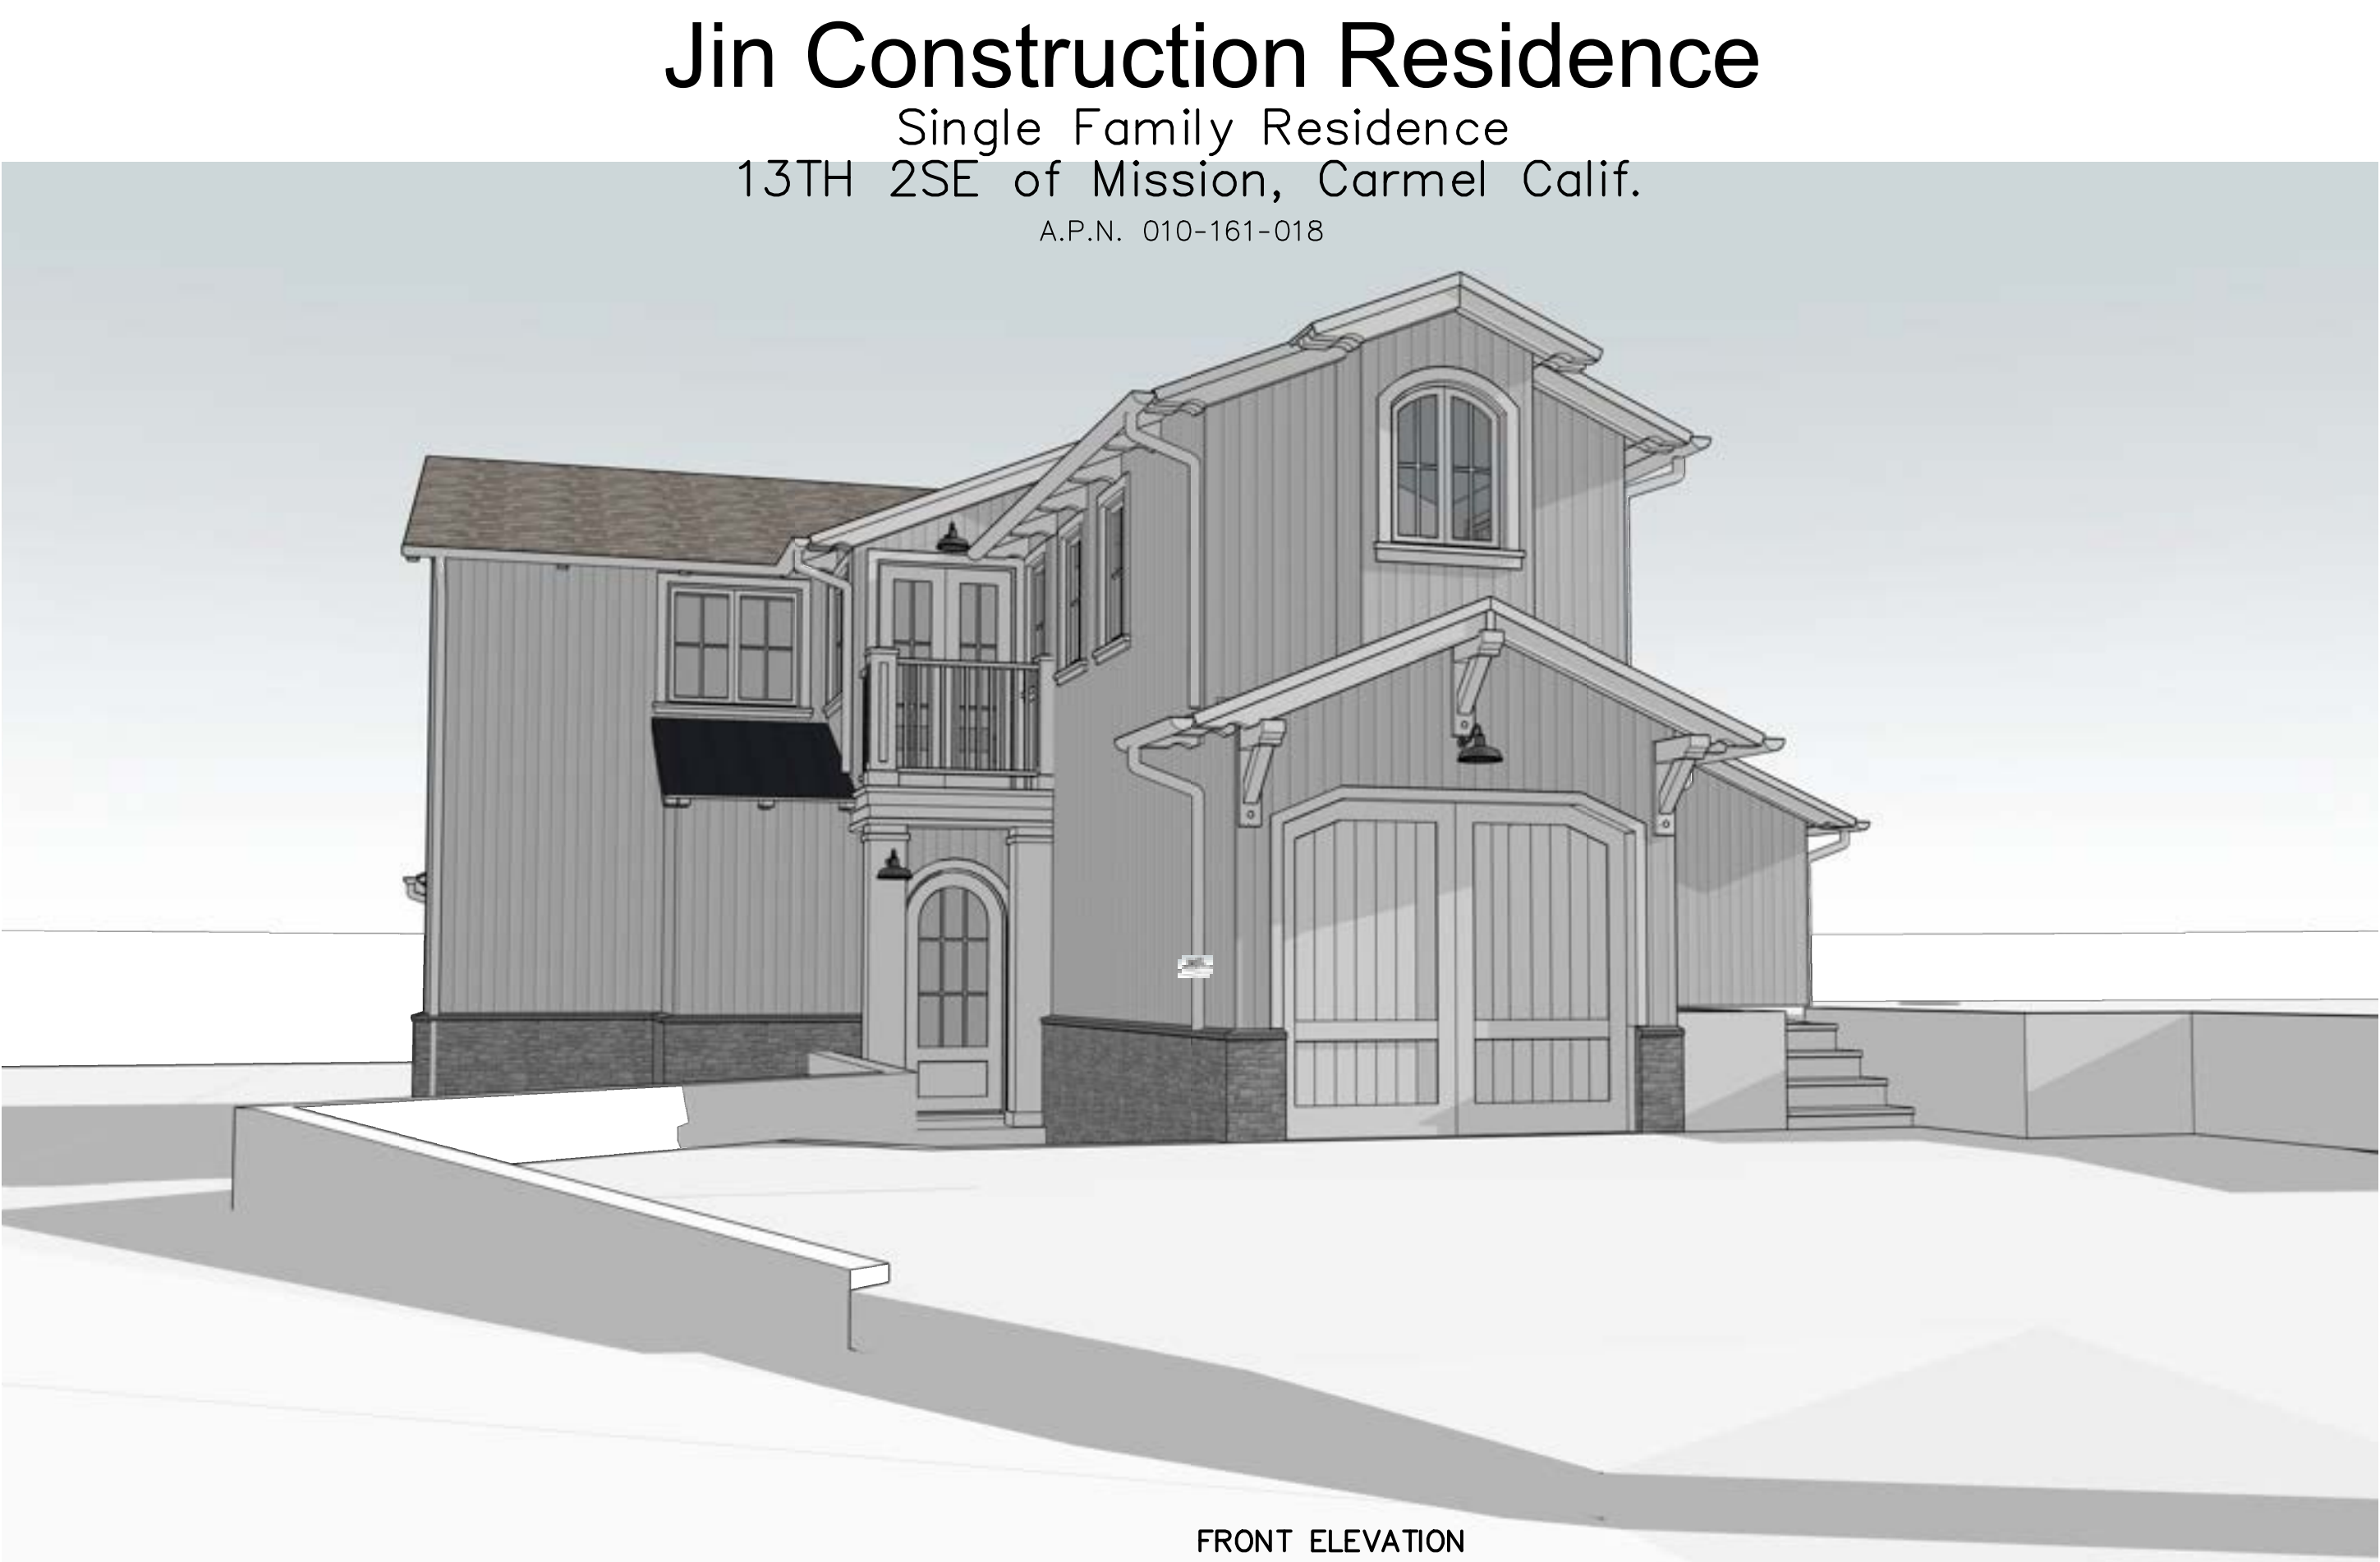 Jin Construction Residence
Single Family Residence
13TH 2SE of Mission, Carmel Calif.
A.P.N. 010-161-018
FRONT ELEVATION